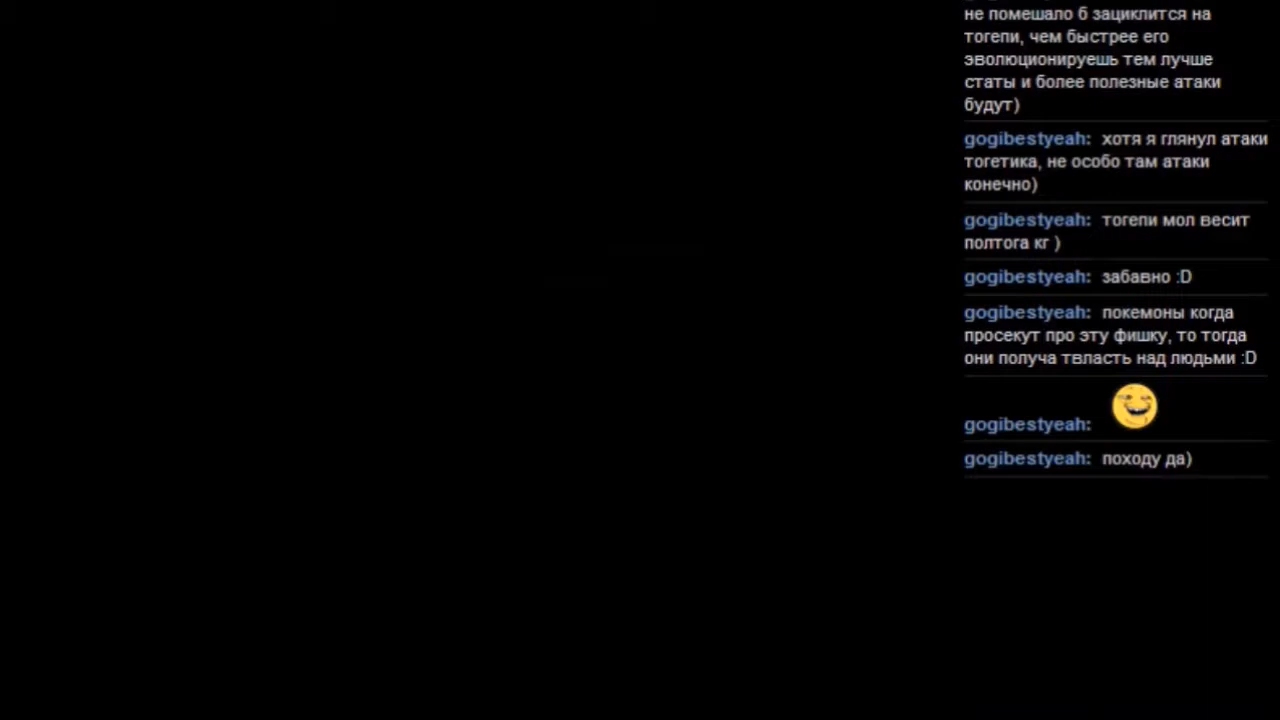 не помешало б зациклится на
тогепи, чем быстрее его
эволюционируешь тем лучше
статы и более полезные атаки
будут)
gogibestyeah: хотя я глянул атаки
тогетика, не особо там атаки
конечно)
gogibestyeah: тогепи мол весит
полтога кг )
gogibestyeah: забавно :D
gogibestyeah: покемоны когда
просекут про эту фишку, то тогда
они получа твласть над людьми :D
gogibestyeah:
gogibestyeah: походу да)